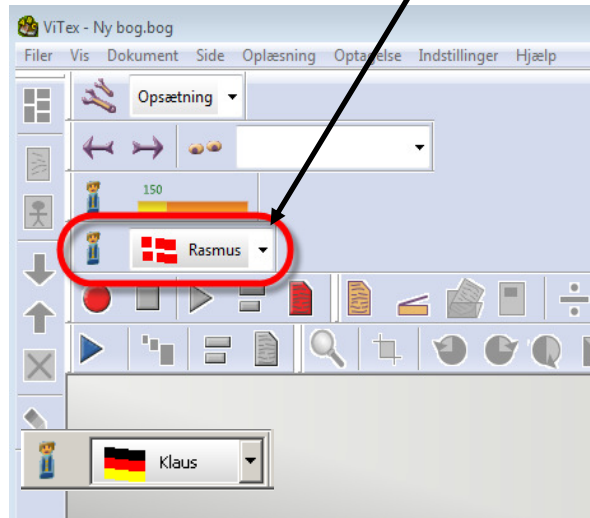 ViTex - Ny bog.bog
Filer Vis Dokument Side Oplæsning Optagelse Indstillinger Hjælp
Opsætning
150
Rasmus
Klaus